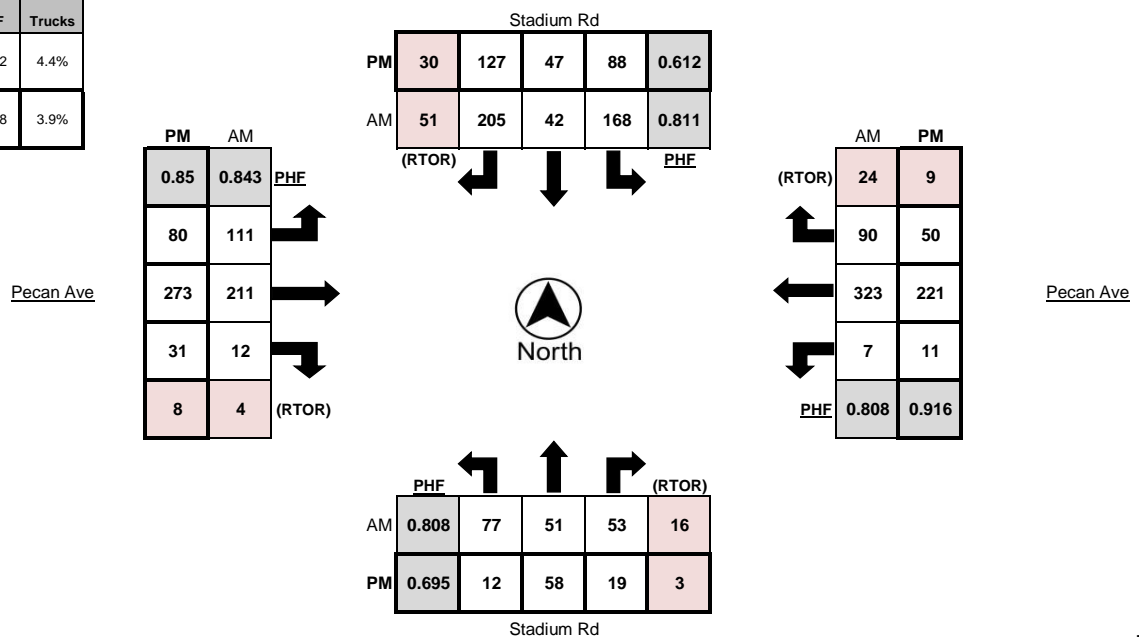 Trucks
4.4%
3.9%
Stadium Rd
PM 30 127 47 88 0.612
AM 51 205 42 168 0.811
(RTOR) PHF
PM AM
0.85 0.843 PHF
80 111
273 211
31 12
8 4 (RTOR)
Pecan Ave
North
AM PM
(RTOR) 24 9
90 50
323 221
7 11
PHF 0.808 0.916
Pecan Ave
PHF (RTOR)
AM 0.808 77 51 53 16
PM 0.695 12 58 19 3
Stadium Rd